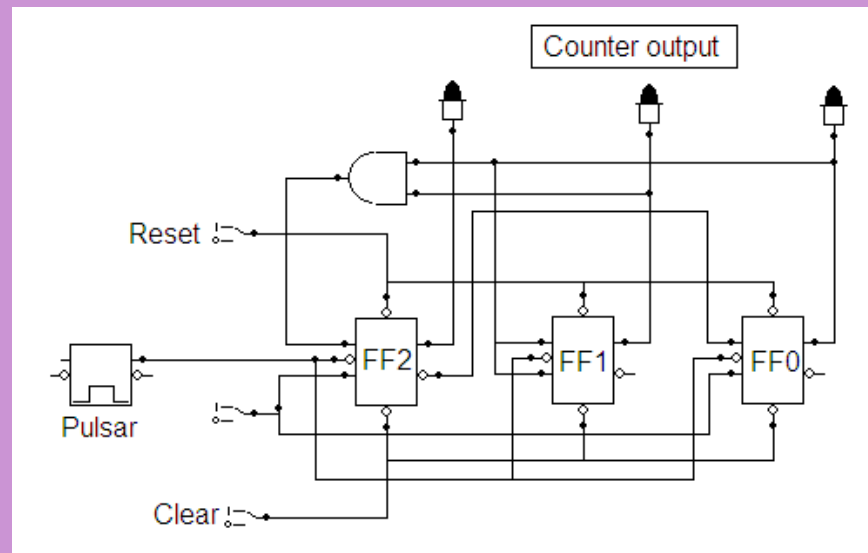 Counter output
Reset
FF2
FF1
FF0
Pulsar
Clear